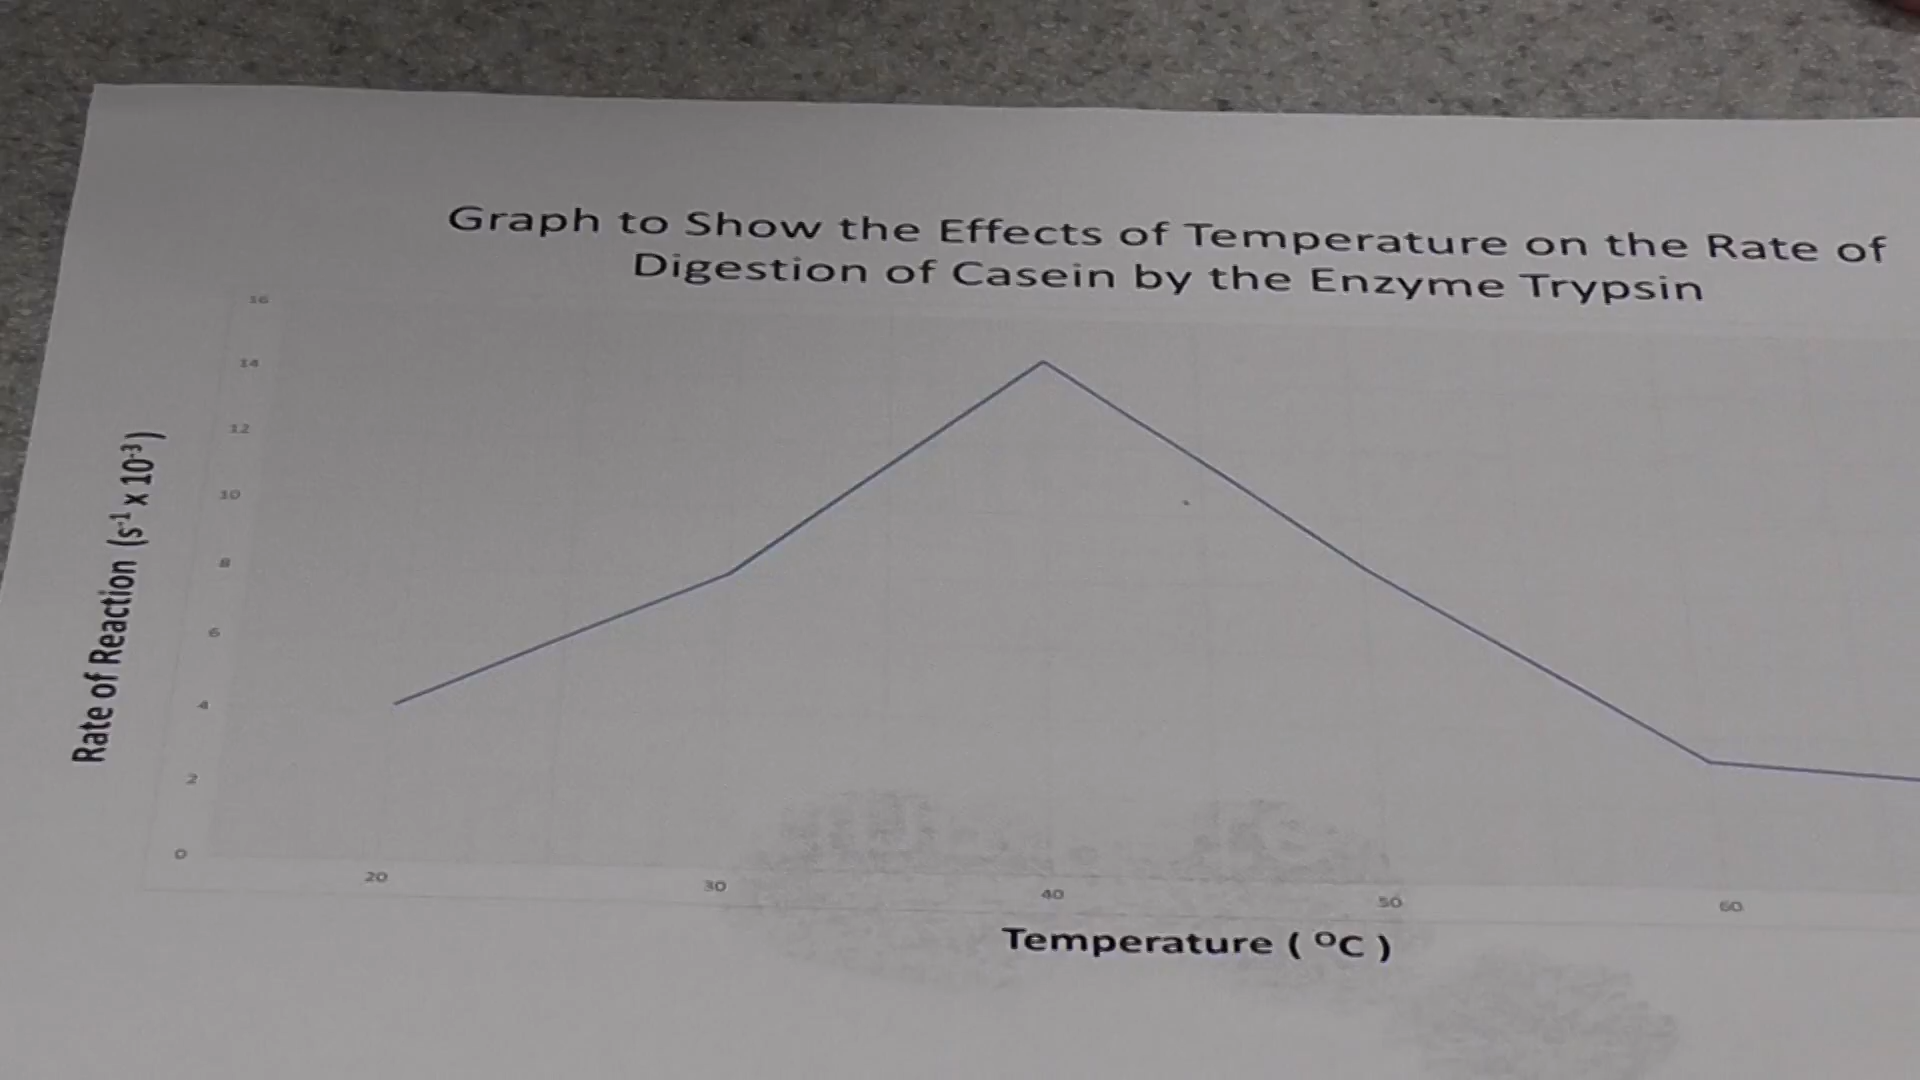 Graph to Show the Effects of Temperature on the Rate of
Digestion of Casein by the Enzyme Trypsin
Rate of Reaction (s⁻¹ x 10⁻³)
16
14
12
10
8
6
4
2
0
20 30 40 50 60
Temperature ( ⁰C )